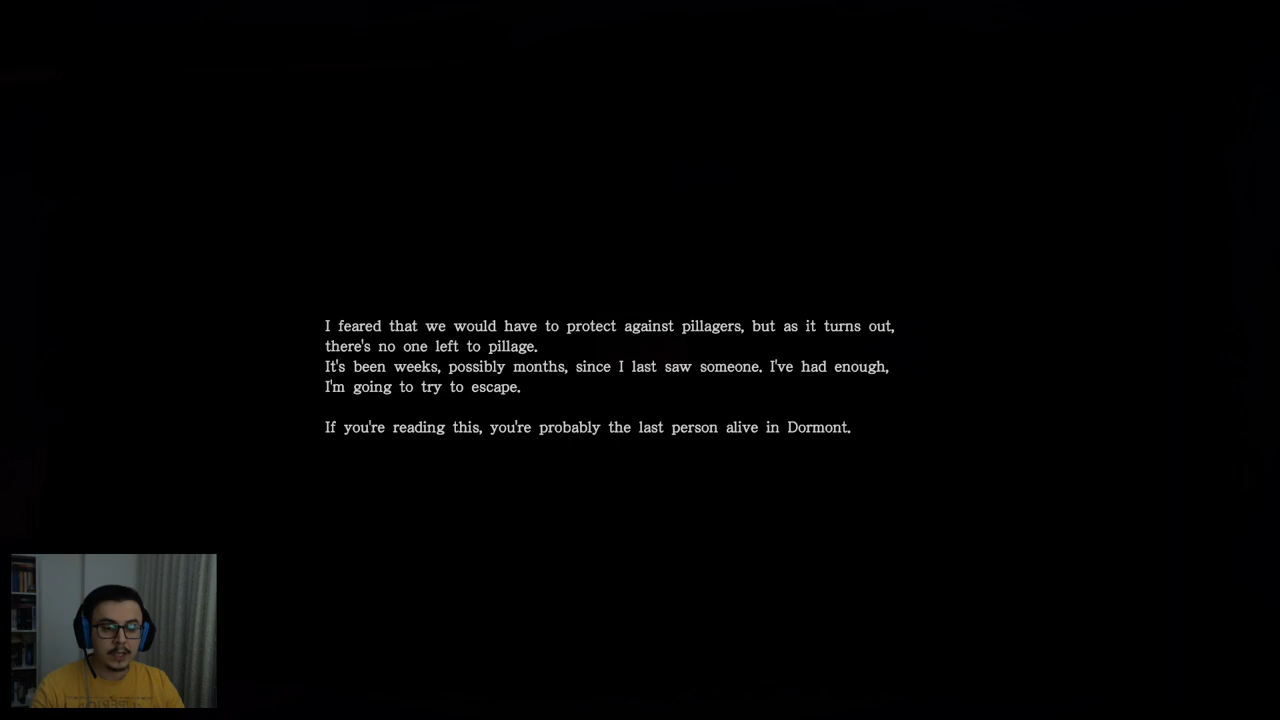 I feared that we would have to protect against pillagers, but as it turns out,
there's no one left to pillage.
It's been weeks, possibly months, since I last saw someone. I've had enough,
I'm going to try to escape.
If you're reading this, you're probably the last person alive in Dormont.